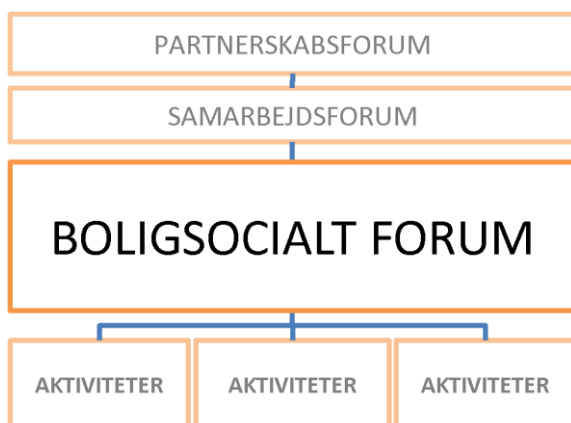 PARTNERSKABSFORUM
SAMARBEJDSFORUM
BOLIGSOCIALT FORUM
AKTIVITETER AKTIVITETER AKTIVITETER